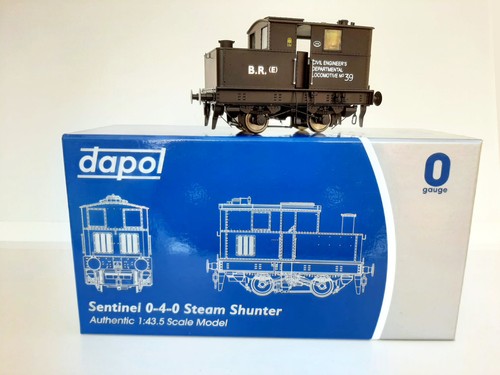 B.R. (E)
CIVIL ENGINEER'S
DEPARTMENTAL
LOCOMOTIVE No 39
dapol
0
gauge
Sentinel 0-4-0 Steam Shunter
Authentic 1:43.5 Scale Model